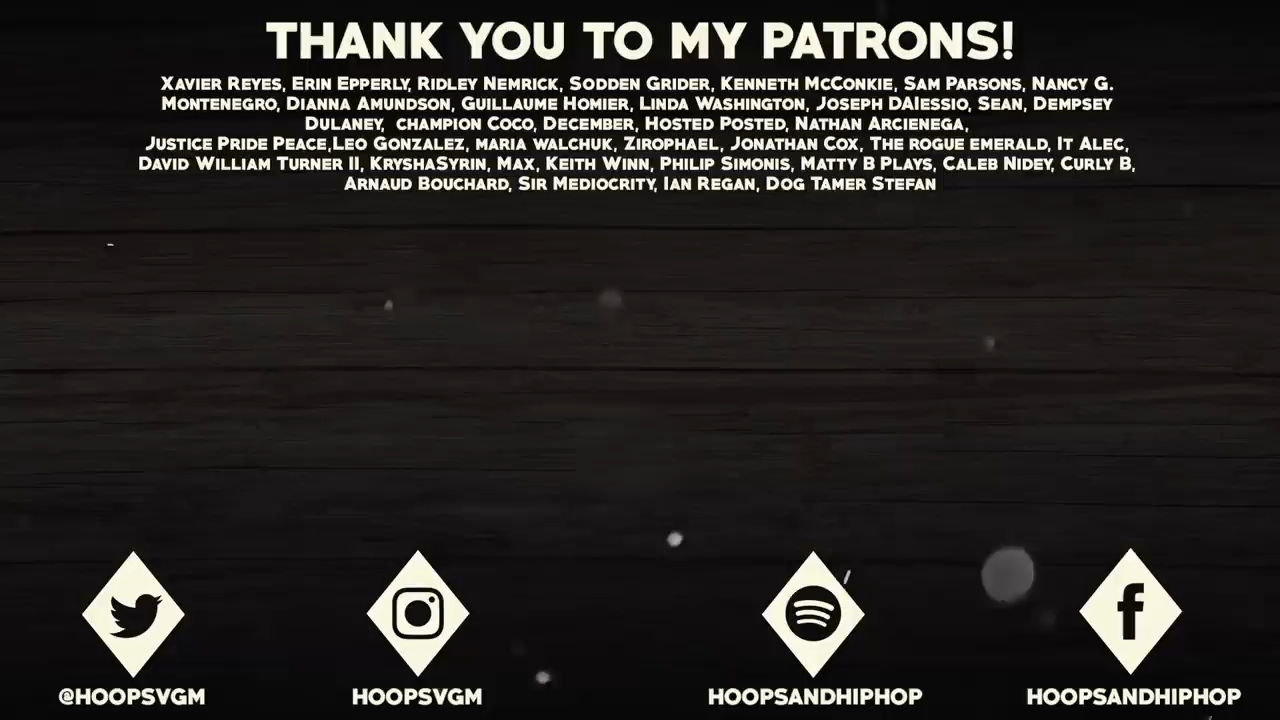 THANK YOU TO MY PATRONS!
Xavier Reyes, Erin Epperly, Ridley Nemrick, Sodden Grider, Kenneth McConkie, Sam Parsons, Nancy G.
Montenegro, Dianna Amundson, Guillaume Homier, Linda Washington, Joseph DAlessio, Sean, Dempsey
Dulaney, champion Coco, December, Hosted Posted, Nathan Arcienega,
Justice Pride Peace,Leo Gonzalez, maria walchuk, Zirophael, Jonathan Cox, The rogue emerald, It Alec,
David William Turner II, KryshaSyrin, Max, Keith Winn, Philip Simonis, Matty B Plays, Caleb Nidey, Curly B,
Arnaud Bouchard, Sir Mediocrity, Ian Regan, Dog Tamer Stefan
@HOOPSVGM
HOOPSVGM
HOOPSANDHIPHOP
HOOPSANDHIPHOP